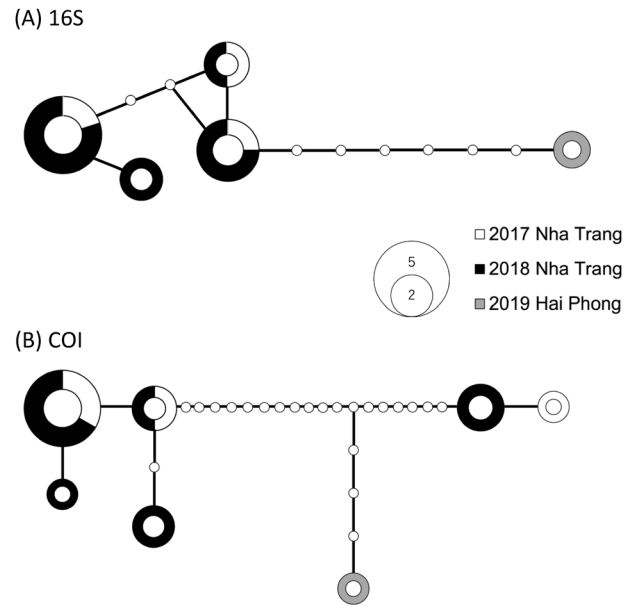 (A) 16S
5
2
2017 Nha Trang
2018 Nha Trang
2019 Hai Phong
(B) COI